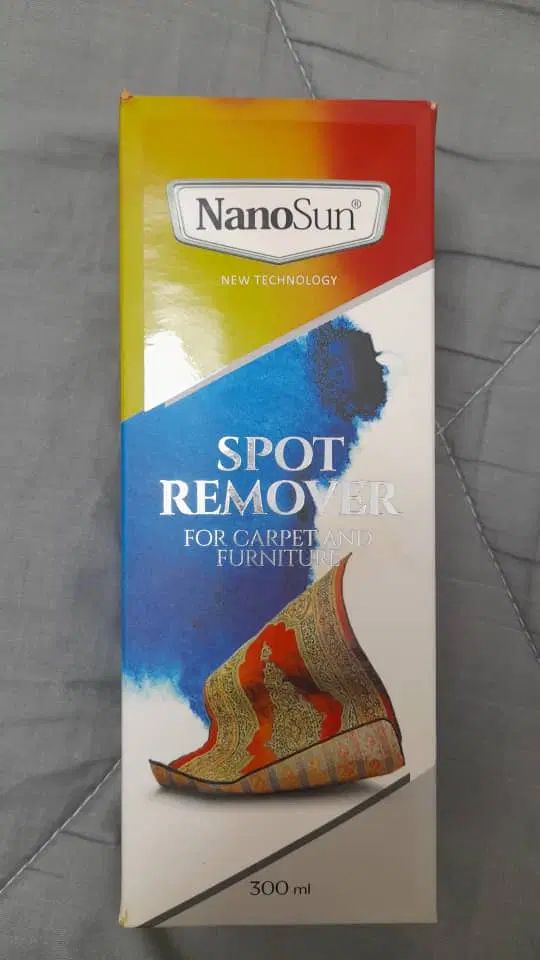 NanoSun®
NEW TECHNOLOGY
SPOT
REMOVER
FOR CARPET AND
FURNITURE
300 ml